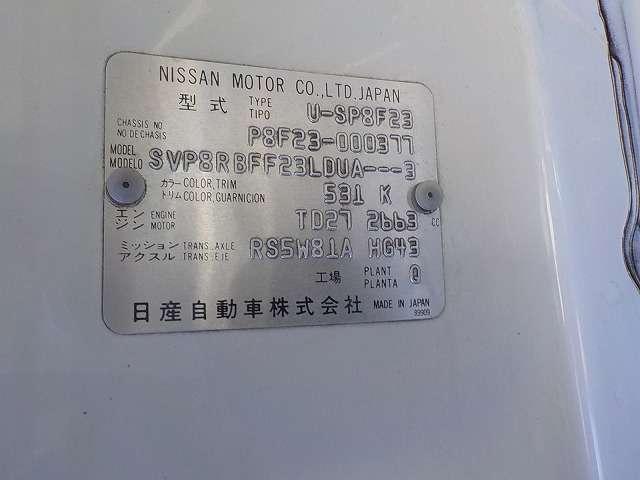 NISSAN MOTOR CO.,LTD.JAPAN
型式 TYPE TIPO U-SP8F23
CHASSIS NO NO DE CHASIS P8F23-000377
MODEL MODELO SVP8RBFF23LDUA---3
カラー COLOR,TRIM トリム COLOR,GUARNICION 531 K
エンジン ENGINE MOTOR TD27 2663 CC
ミッション TRANS.AXLE アクスル TRANS.EJE RS5W81A HG43
工場 PLANT PLANTA Q
日産自動車株式会社 MADE IN JAPAN
89909